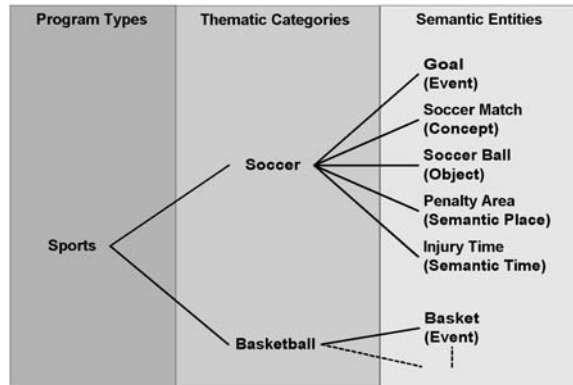 Program Types
Thematic Categories
Semantic Entities
Goal
(Event)
Soccer Match
(Concept)
Soccer
Soccer Ball
(Object)
Penalty Area
(Semantic Place)
Sports
Injury Time
(Semantic Time)
Basketball
Basket
(Event)